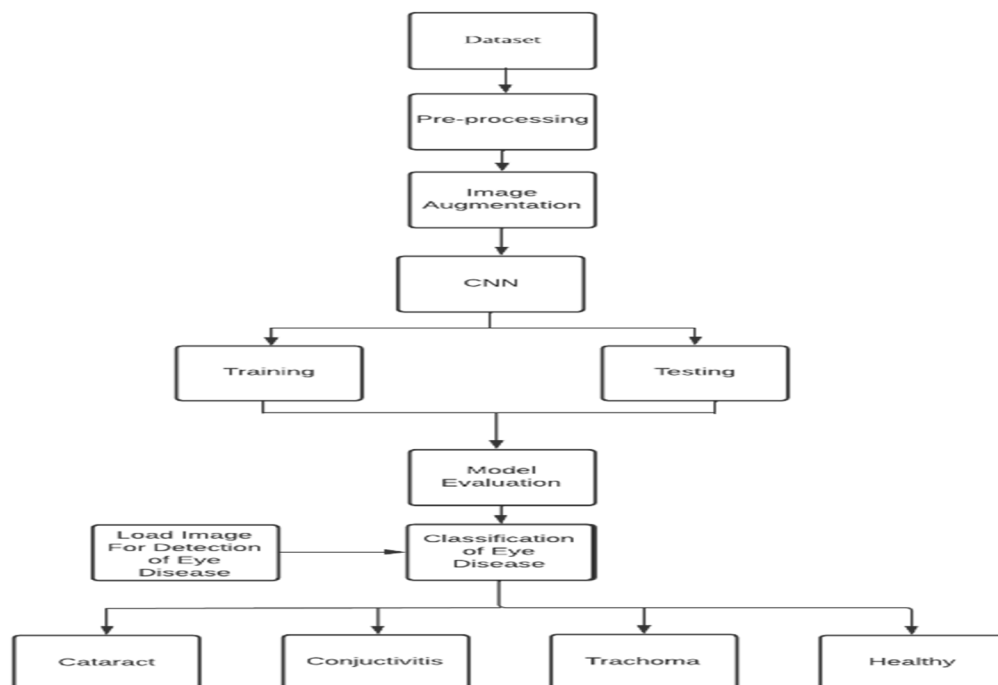 Dataset
Pre-processing
Image
Augmentation
CNN
Training
Testing
Model
Evaluation
Load Image
For Detection
of Eye
Disease
Classification
of Eye
Disease
Cataract
Conjuctivitis
Trachoma
Healthy